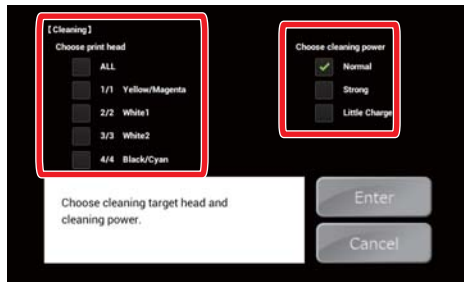 [Cleaning]
Choose print head
ALL
1/1 Yellow/Magenta
2/2 White1
3/3 White2
4/4 Black/Cyan
Choose cleaning power
Normal
Strong
Little Charge
Choose cleaning target head and
cleaning power.
Enter
Cancel